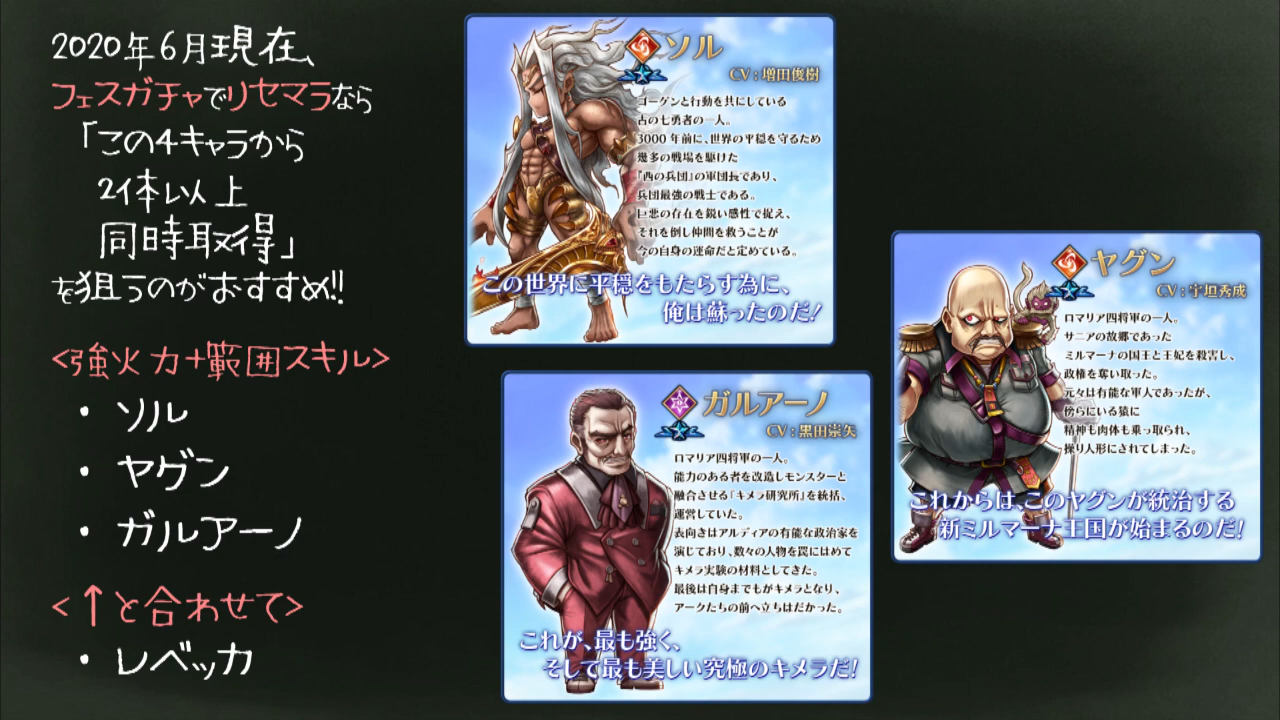 2020年6月現在、
フェスガチャでリセマラなら
「この4キャラから
2体以上
同時取得」
を狙うのがおすすめ!!
<強火力+範囲スキル>
・ ソル
・ ヤグン
・ ガルアーノ
<↑と合わせて>
・ レベッカ
ソル
CV:増田俊樹
ゴーゲンと行動を共にしている
古の七勇者の一人。
3000年前に、世界の平穏を守るため
幾多の戦場を駆けた
『西の兵団』の軍団長であり、
兵団最強の戦士である。
巨悪の存在を鋭い感性で捉え、
それを倒し仲間を救うことが
今の自身の運命だと定めている。
この世界に平穏をもたらす為に、
俺は蘇ったのだ!
ガルアーノ
CV:黒田崇矢
ロマリア四将軍の一人。
能力のある者を改造しモンスターと
融合させる『キメラ研究所』を統括、
運営していた。
表向きはアルディアの有能な政治家を
演じており、数々の人物を罠にはめて
キメラ実験の材料としてきた。
最後は自身までもがキメラとなり、
アークたちの前へ立ちはだかった。
これが、最も強く、
そして最も美しい究極のキメラだ!
ヤグン
CV:宇垣秀成
ロマリア四将軍の一人。
サニアの故郷であった
ミルマーナの国王と王妃を殺害し、
政権を奪い取った。
元々は有能な軍人であったが、
傍らにいる猿に
精神も肉体も乗っ取られ、
操り人形にされてしまった。
これからは、このヤグンが統治する
新ミルマーナ王国が始まるのだ!